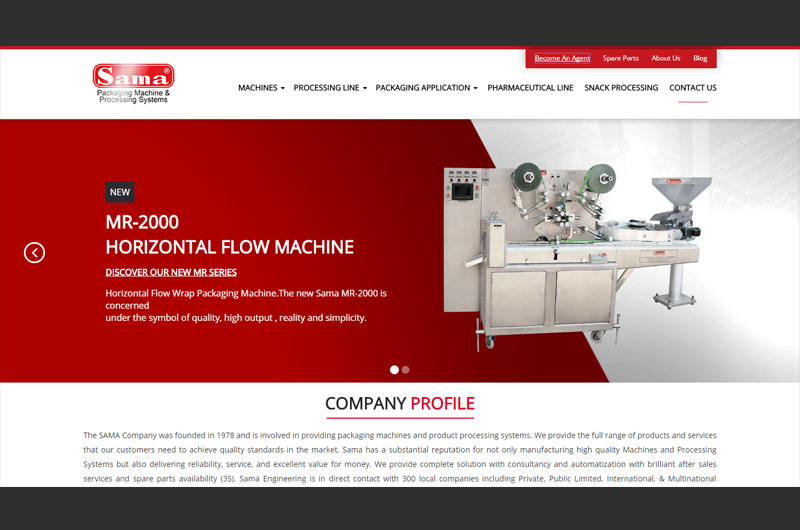 Become An Agent Spare Parts About Us Blog
Sama®
Packaging Machine &
Processing Systems
MACHINES PROCESSING LINE PACKAGING APPLICATION PHARMACEUTICAL LINE SNACK PROCESSING CONTACT US
NEW
MR-2000
HORIZONTAL FLOW MACHINE
DISCOVER OUR NEW MR SERIES
Horizontal Flow Wrap Packaging Machine.The new Sama MR-2000 is
concerned
under the symbol of quality, high output , reality and simplicity.
COMPANY PROFILE
The SAMA Company was founded in 1978 and is involved in providing packaging machines and product processing systems. We provide the full range of products and services
that our customers need to achieve quality standards in the market. Sama has a substantial reputation for not only manufacturing high quality Machines and Processing
Systems but also delivering reliability, service, and excellent value for money. We provide complete solution with consultancy and automatization with brilliant after sales
services and spare parts availability (3S). Sama Engineering is in direct contact with 300 local companies including Private, Public Limited, International, & Multinational